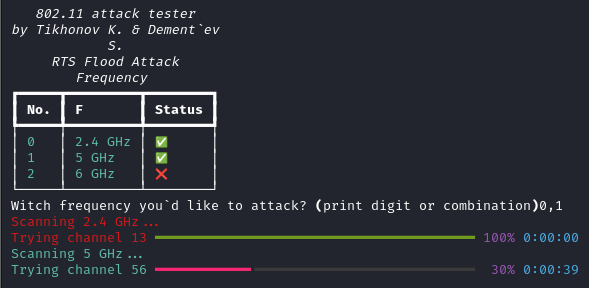 802.11 attack tester
by Tikhonov K. & Dement`ev
S.
RTS Flood Attack
Frequency
No. F Status
0 2.4 GHz ✅
1 5 GHz ✅
2 6 GHz ❌
Witch frequency you`d like to attack? (print digit or combination)0,1
Scanning 2.4 GHz...
Trying channel 13 100% 0:00:00
Scanning 5 GHz...
Trying channel 56 30% 0:00:39